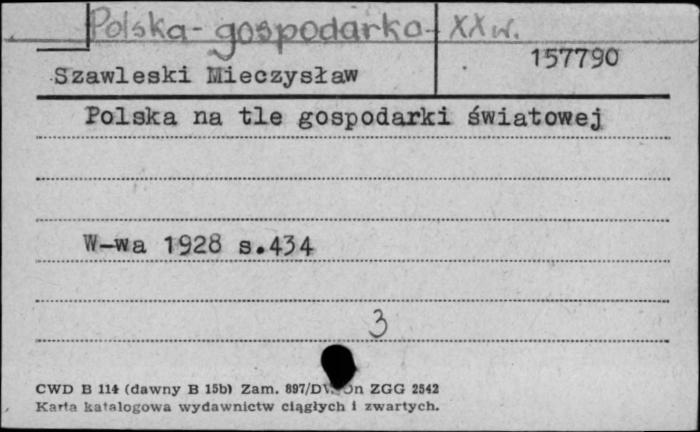 Polska - gospodarka - XX w.
157790
Szawleski Mieczysław
Polska na tle gospodarki światowej
W-wa 1928 s.434
3
CWD B 114 (dawny B 15b) Zam. 897/DW ZGG 2542
Karta katalogowa wydawnictw ciągłych i zwartych.